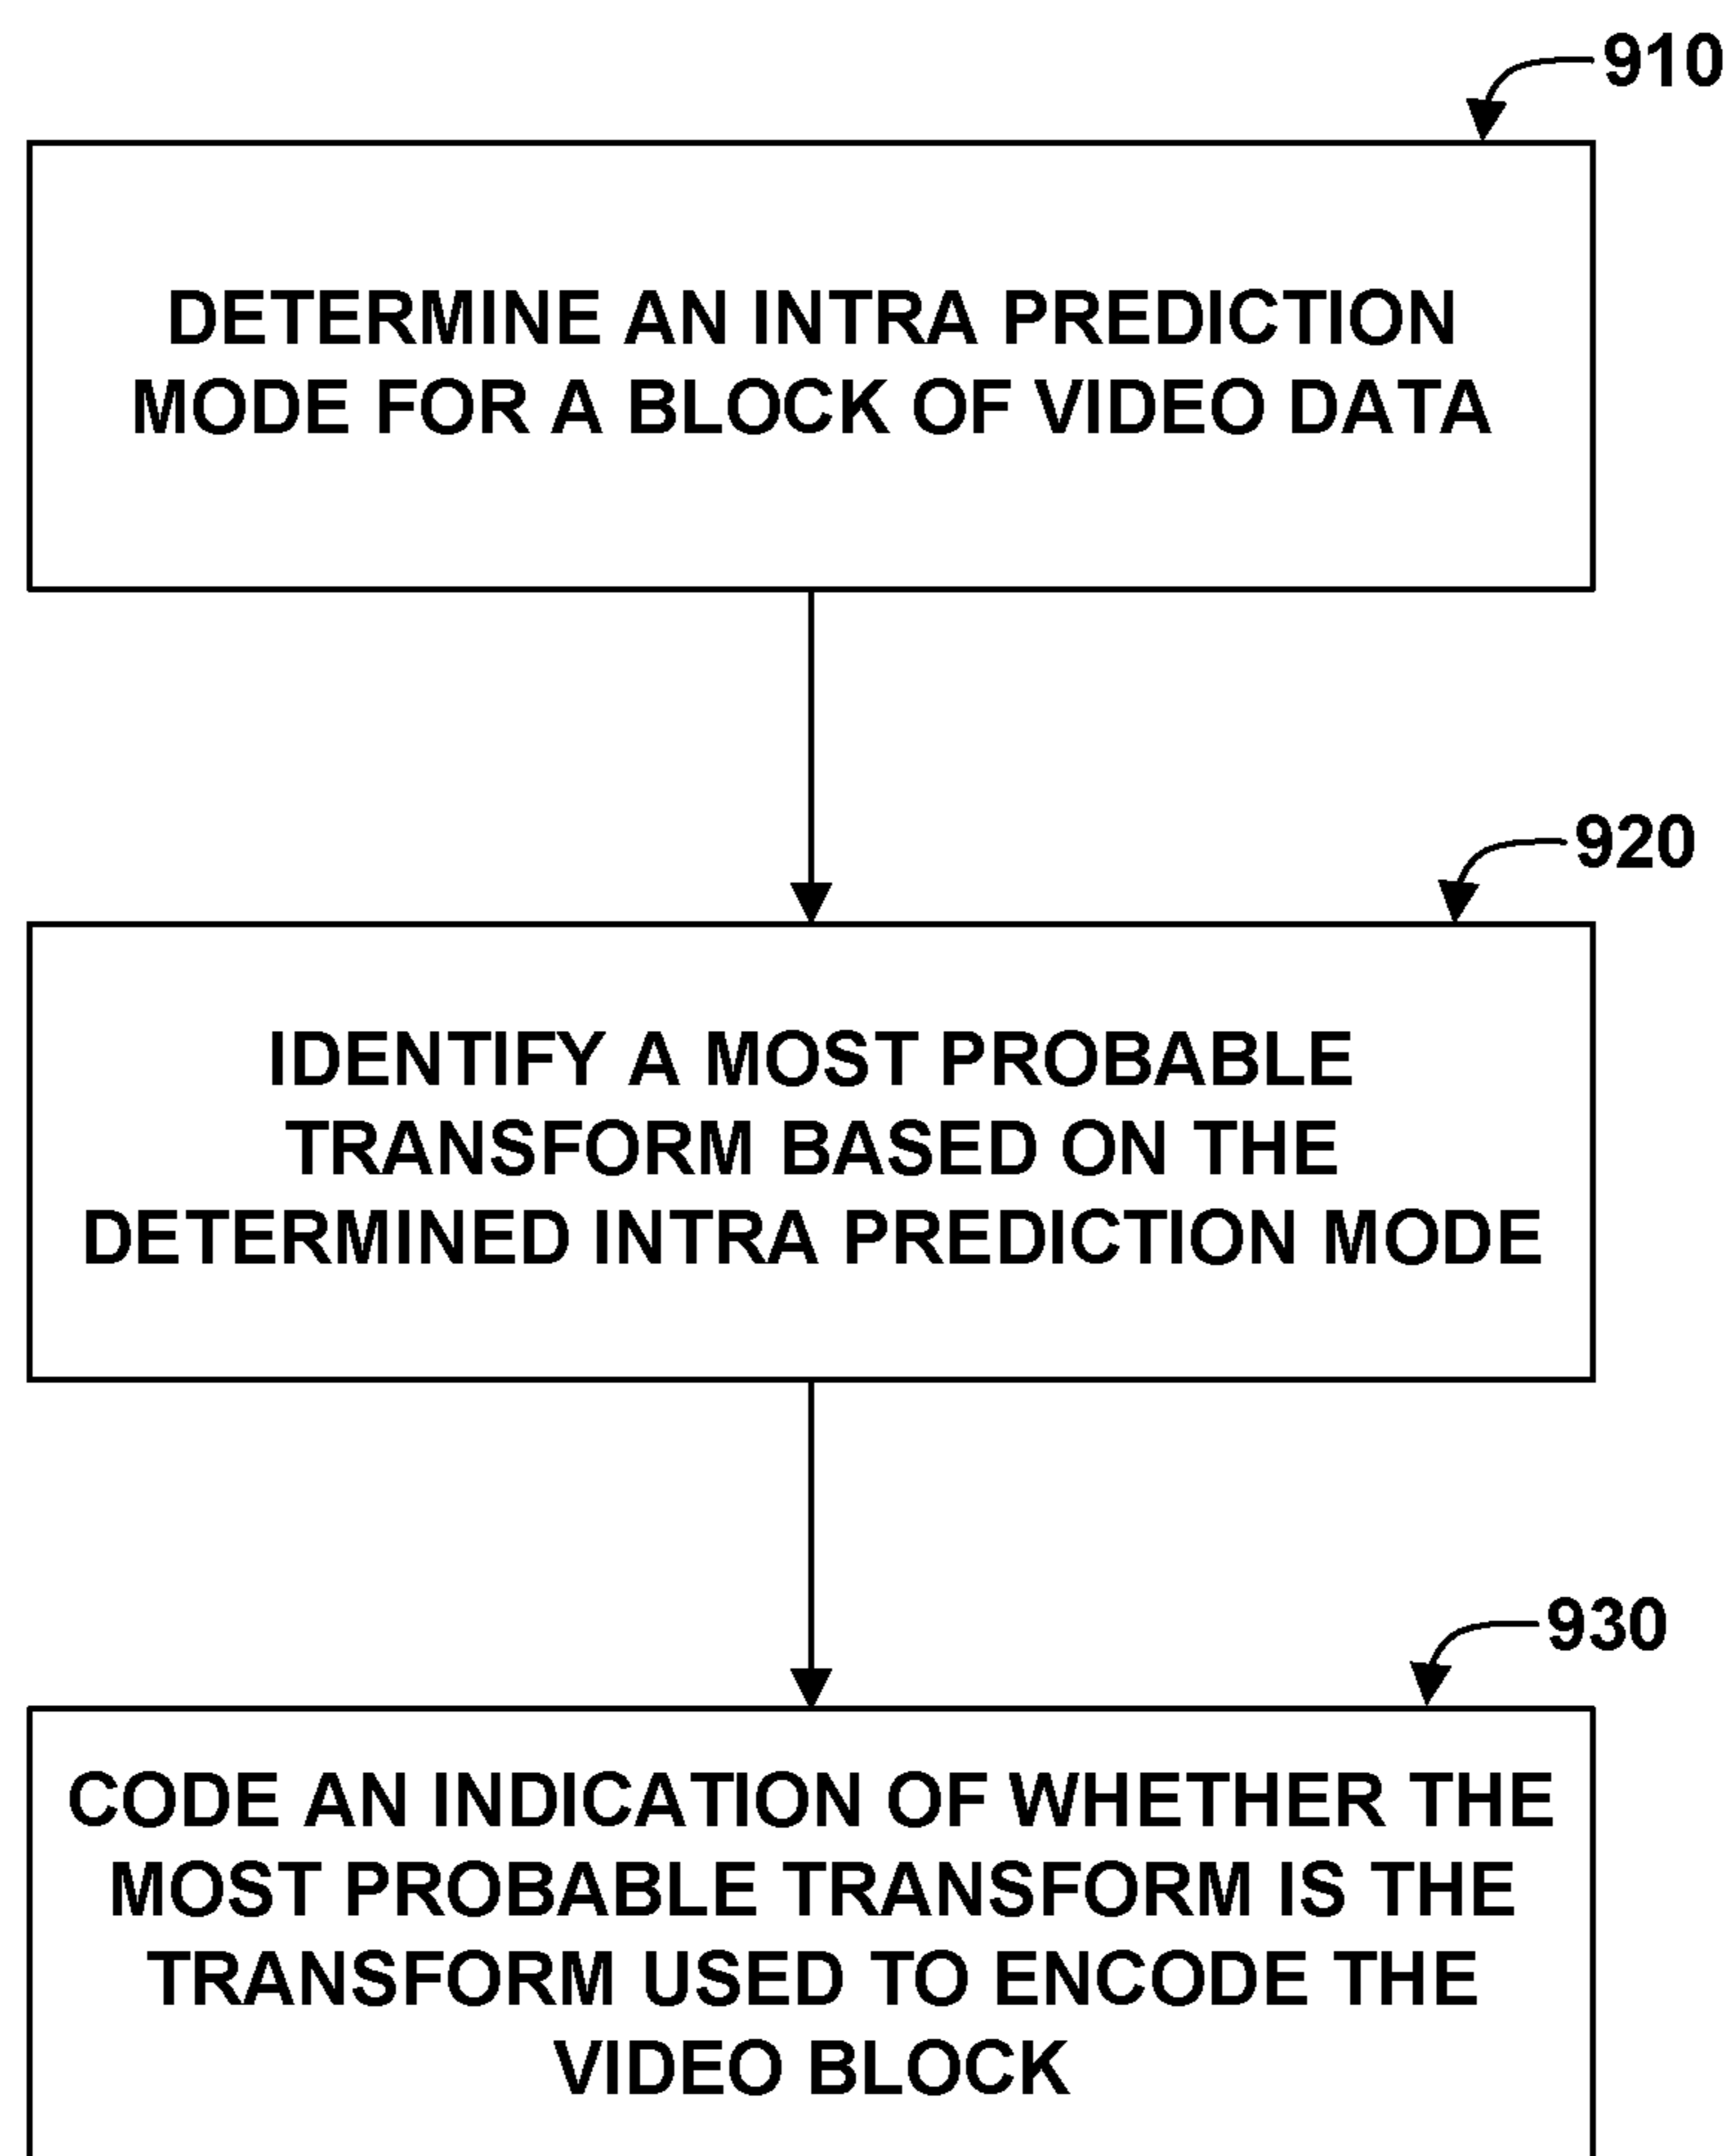 910
DETERMINE AN INTRA PREDICTION
MODE FOR A BLOCK OF VIDEO DATA
920
IDENTIFY A MOST PROBABLE
TRANSFORM BASED ON THE
DETERMINED INTRA PREDICTION MODE
930
CODE AN INDICATION OF WHETHER THE
MOST PROBABLE TRANSFORM IS THE
TRANSFORM USED TO ENCODE THE
VIDEO BLOCK